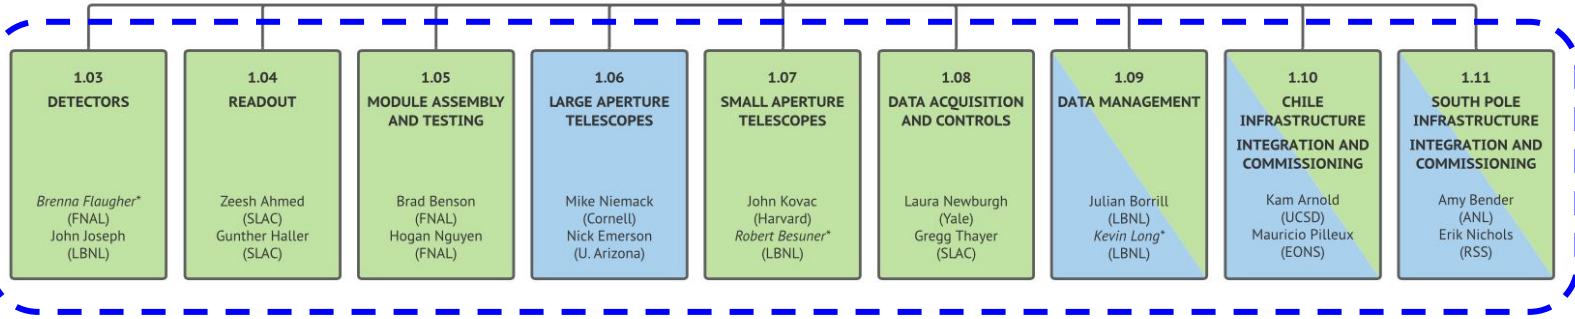 1.03
DETECTORS
Brenna Flaugher*
(FNAL)
John Joseph
(LBNL)
1.04
READOUT
Zeesh Ahmed
(SLAC)
Gunther Haller
(SLAC)
1.05
MODULE ASSEMBLY
AND TESTING
Brad Benson
(FNAL)
Hogan Nguyen
(FNAL)
1.06
LARGE APERTURE
TELESCOPES
Mike Niemack
(Cornell)
Nick Emerson
(U. Arizona)
1.07
SMALL APERTURE
TELESCOPES
John Kovac
(Harvard)
Robert Besuner*
(LBNL)
1.08
DATA ACQUISITION
AND CONTROLS
Laura Newburgh
(Yale)
Gregg Thayer
(SLAC)
1.09
DATA MANAGEMENT
Julian Borrill
(LBNL)
Kevin Long*
(LBNL)
1.10
CHILE
INFRASTRUCTURE
INTEGRATION AND
COMMISSIONING
Kam Arnold
(UCSD)
Mauricio Pilleux
(EONS)
1.11
SOUTH POLE
INFRASTRUCTURE
INTEGRATION AND
COMMISSIONING
Amy Bender
(ANL)
Erik Nichols
(RSS)